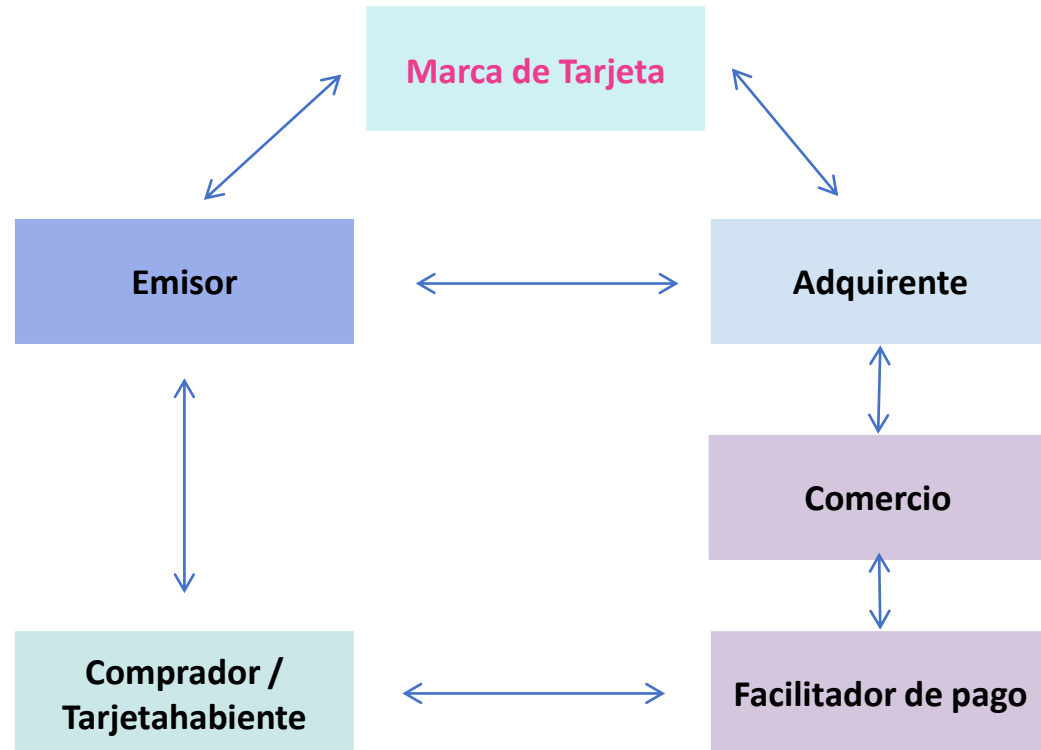 Marca de Tarjeta
Emisor
Adquirente
Comercio
Comprador /
Tarjetahabiente
Facilitador de pago